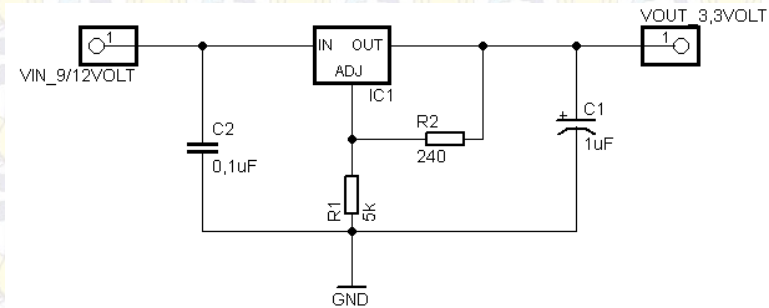 VOUT_3,3VOLT
1
IN OUT
1
ADJ
VIN_9/12VOLT
IC1
C1
+
R2
1uF
C2
240
0,1uF
R1
5k
GND